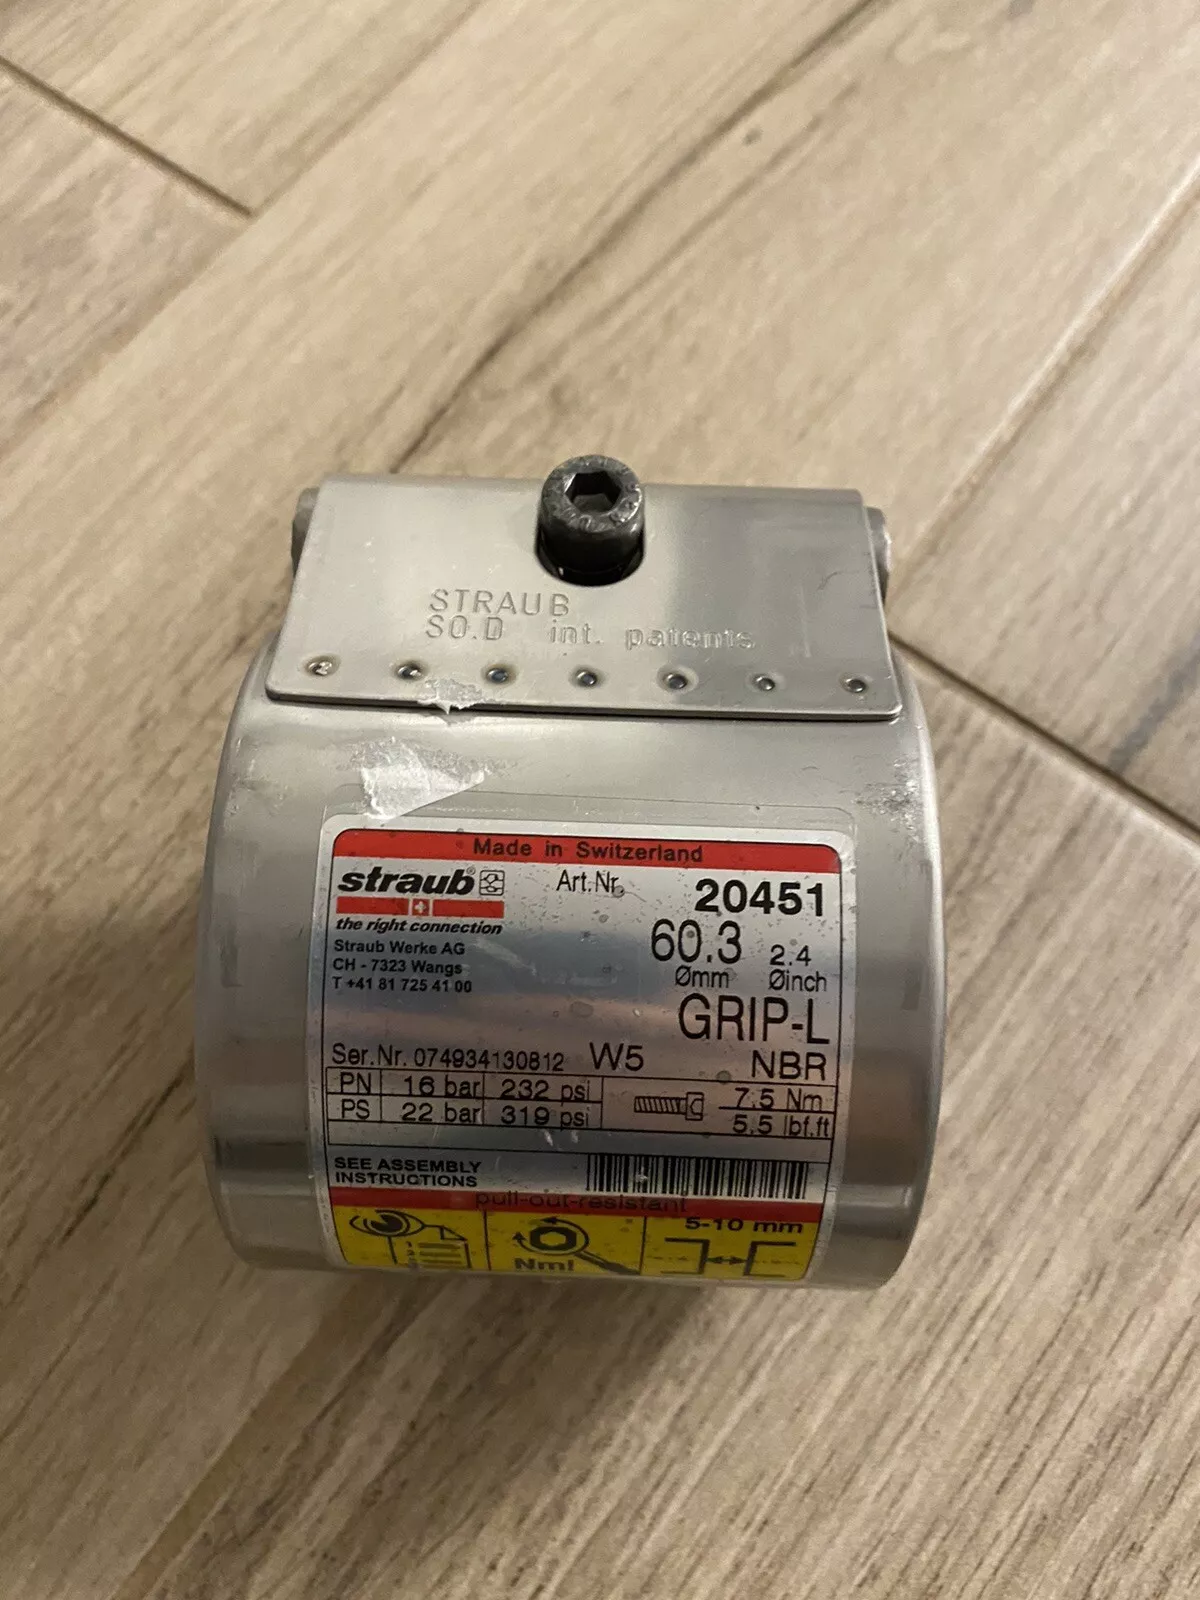 STRAUB
SO.D int. patents
Made in Switzerland
straub®
Art.Nr. 20451
the right connection
60.3 2.4
Ømm Øinch
Straub Werke AG
CH - 7323 Wangs
T +41 81 725 41 00
GRIP-L
Ser.Nr. 074934130812 W5 NBR
PN 16 bar 232 psi 7.5 Nm
PS 22 bar 319 psi 5.5 lbf.ft
SEE ASSEMBLY
INSTRUCTIONS
pull-out-resistant
5-10 mm
Nm!